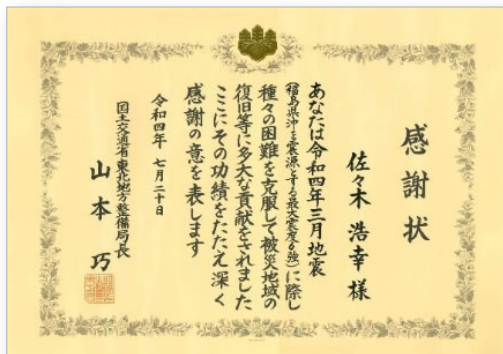 感謝状
佐々木 浩幸 様
あなたは令和四年三月地震
(福島県沖を震源とする最大震度6強)に際し
種々の困難を克服して被災地域の
復旧等に多大な貢献をされました
ここにその功績をたたえ深く
感謝の意を表します
令和四年 七月二十日
国土交通省東北地方整備局長
山本 巧